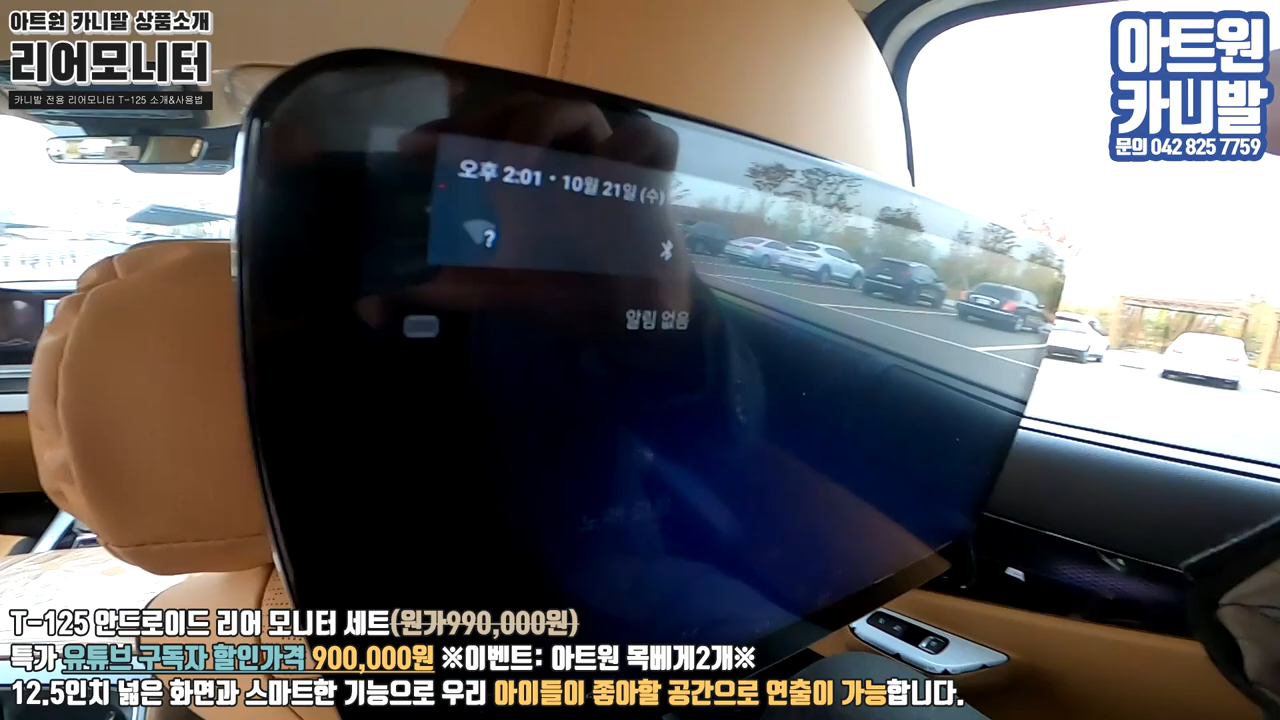 아트원 카니발 상품소개
리어모니터
카니발 전용 리어모니터 T-125 소개&사용법
아트원
카니발
문의 042 825 7759
오후 2:01 • 10월 21일 (수)
?
알림 없음
T-125 안드로이드 리어 모니터 세트(원가990,000원)
특가 유튜브 구독자 할인가격 900,000원 ※이벤트: 아트원 목베게2개※
12.5인치 넓은 화면과 스마트한 기능으로 우리 아이들이 좋아할 공간으로 연출이 가능합니다.